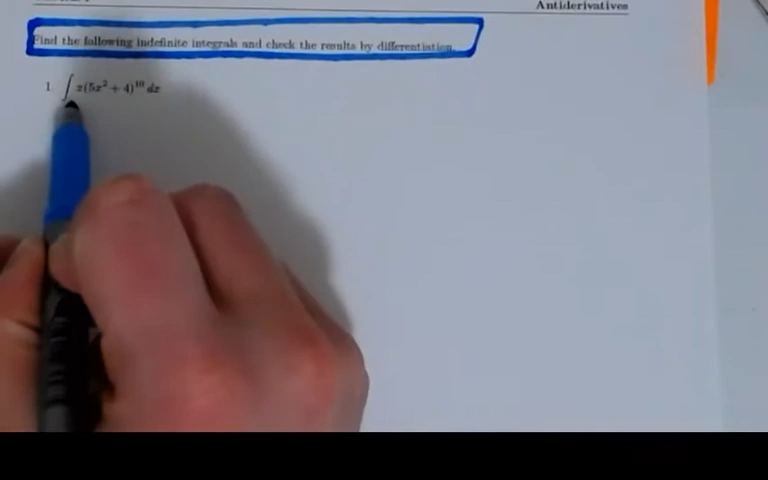 Antiderivatives
Find the following indefinite integrals and check the results by differentiation.
1. ∫ x(5x² + 4)¹⁰ dx